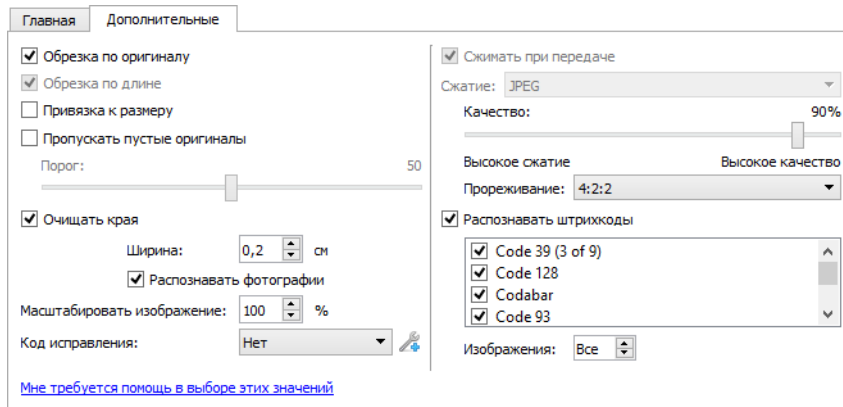 Главная Дополнительные
Обрезка по оригиналу
Обрезка по длине
Привязка к размеру
Пропускать пустые оригиналы
Порог: 50
Очищать края
Ширина: 0,2 см
Распознавать фотографии
Масштабировать изображение: 100 %
Код исправления: Нет
Мне требуется помощь в выборе этих значений
Сжимать при передаче
Сжатие: JPEG
Качество: 90%
Высокое сжатие Высокое качество
Прореживание: 4:2:2
Распознавать штрихкоды
Code 39 (3 of 9)
Code 128
Codabar
Code 93
Изображения: Все